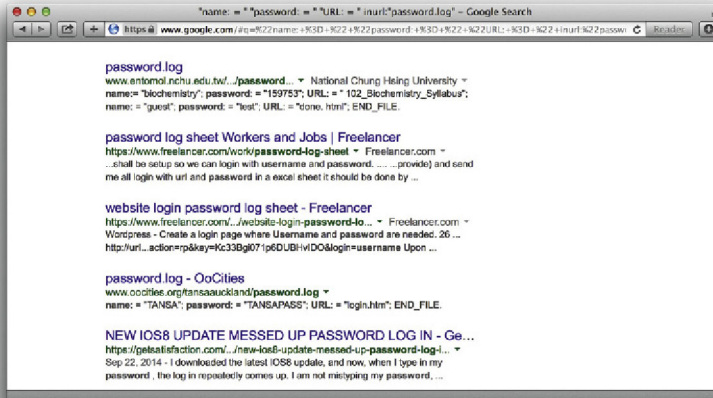 "name: = " "password: = " "URL: = " inurl:"password.log" – Google Search
https www.google.com/#q=%22name:+%3D+%22+%22password:+%3D+%22+%22URL:+%3D+%22+inurl:%22passw Reader
password.log
www.entomol.nchu.edu.tw/.../password... National Chung Hsing University
name:= "biochemistry"; password: = "159753"; URL: = " 102_Biochemistry_Syllabus";
name: = "guest"; password: = "test"; URL: = "done. html"; END_FILE.
password log sheet Workers and Jobs | Freelancer
https://www.freelancer.com/work/password-log-sheet Freelancer.com
...shall be setup so we can login with username and password. .... ...provide) and send
me all login with url and password in a excel sheet it should be done by ...
website login password log sheet - Freelancer
https://www.freelancer.com/.../website-login-password-lo... Freelancer.com
Wordpress - Create a login page where Username and password are needed. 26 ...
http://url...action=rp&key=Kc33Bgi071p6DUBHvIDO&login=username Upon ...
password.log - OoCities
www.oocities.org/tansaauckland/password.log
name: = "TANSA"; password: = "TANSAPASS"; URL: = "login.htm"; END_FILE.
NEW IOS8 UPDATE MESSED UP PASSWORD LOG IN - Ge...
https://getsatisfaction.com/.../new-ios8-update-messed-up-password-log-i...
Sep 22, 2014 - I downloaded the latest IOS8 update, and now, when I type in my
password , the log in repeatedly comes up. I am not mistyping my password, ...